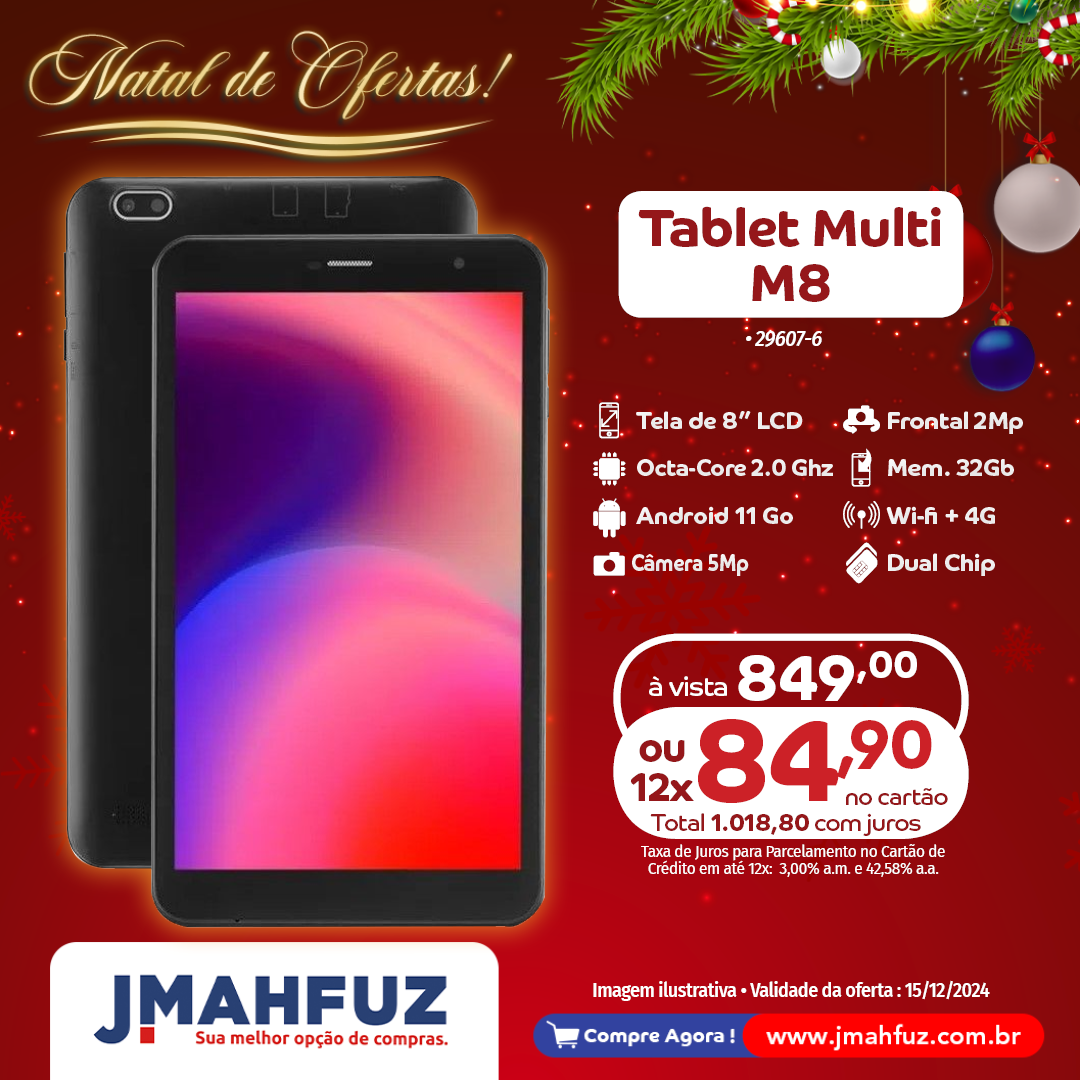 Natal de Ofertas!
Tablet Multi
M8
• 29607-6
Tela de 8” LCD
Frontal 2Mp
Octa-Core 2.0 Ghz
Mem. 32Gb
Android 11 Go
Wi-fi + 4G
Câmera 5Mp
Dual Chip
à vista 849,00
ou
12x 84,90
no cartão
Total 1.018,80 com juros
Taxa de Juros para Parcelamento no Cartão de
Crédito em até 12x: 3,00% a.m. e 42,58% a.a.
JMAHFUZ
Sua melhor opção de compras.
Imagem ilustrativa • Validade da oferta : 15/12/2024
Compre Agora !
www.jmahfuz.com.br